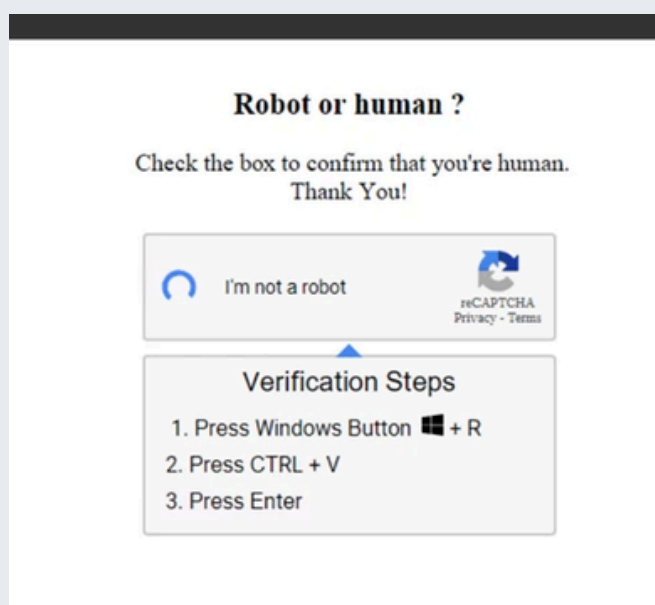 Robot or human ?
Check the box to confirm that you're human.
Thank You!
I'm not a robot
reCAPTCHA
Privacy - Terms
Verification Steps
1. Press Windows Button + R
2. Press CTRL + V
3. Press Enter